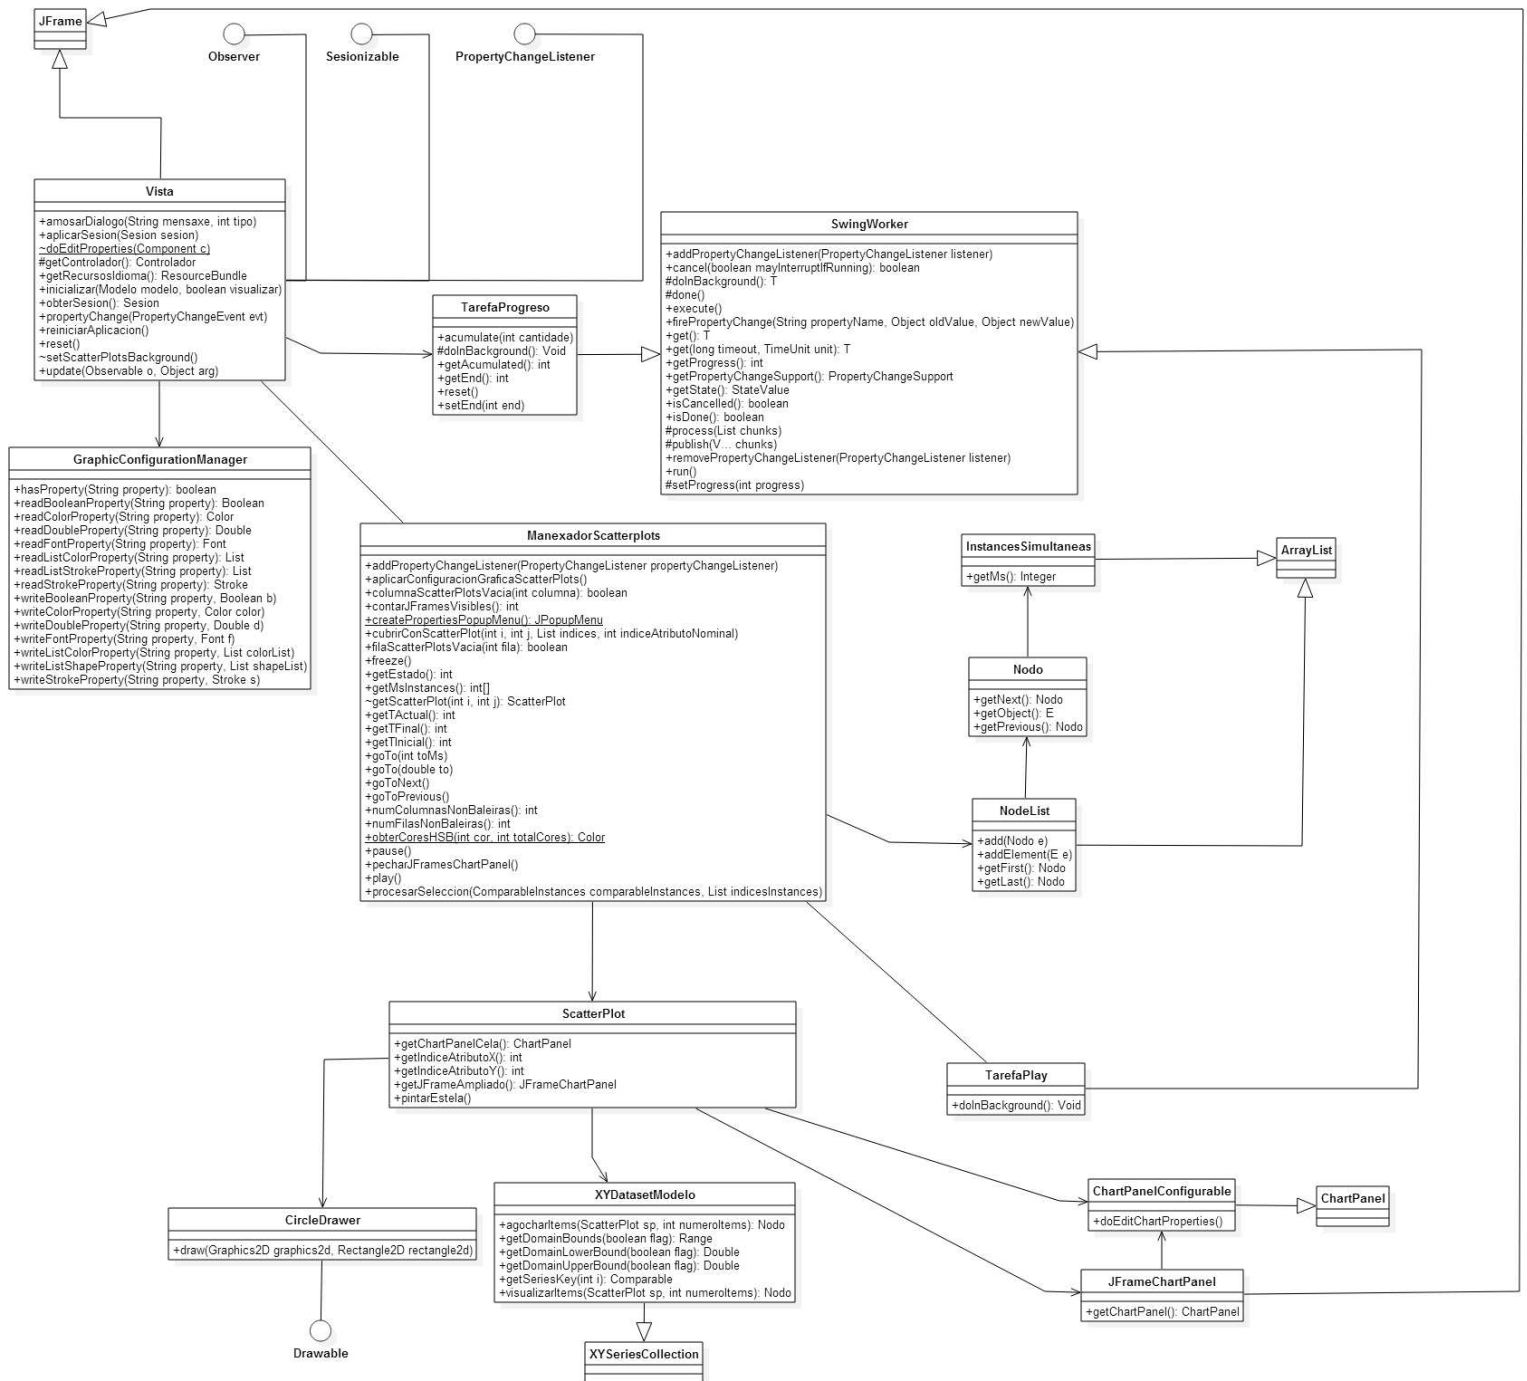 JFrame
Observer
Sesionizable
PropertyChangeListener
Vista
+amosarDialogo(String mensaxe, int tipo)
+aplicarSesion(Sesion sesion)
~doEditProperties(Component c)
#getControlador(): Controlador
+getRecursosIdioma(): ResourceBundle
+inicializar(Modelo modelo, boolean visualizar)
+obterSesion(): Sesion
+propertyChange(PropertyChangeEvent evt)
+reiniciarAplicacion()
+reset()
~setScatterPlotsBackground()
+update(Observable o, Object arg)
TarefaProgreso
+acumulate(int cantidade)
#doInBackground(): Void
+getAcumulated(): int
+getEnd(): int
+reset()
+setEnd(int end)
SwingWorker
+addPropertyChangeListener(PropertyChangeListener listener)
+cancel(boolean mayInterruptIfRunning): boolean
#doInBackground(): T
#done()
+execute()
+firePropertyChange(String propertyName, Object oldValue, Object newValue)
+get(): T
+get(long timeout, TimeUnit unit): T
+getProgress(): int
+getPropertyChangeSupport(): PropertyChangeSupport
+getState(): StateValue
+isCancelled(): boolean
+isDone(): boolean
#process(List chunks)
#publish(V... chunks)
+removePropertyChangeListener(PropertyChangeListener listener)
+run()
#setProgress(int progress)
GraphicConfigurationManager
+hasProperty(String property): boolean
+readBooleanProperty(String property): Boolean
+readColorProperty(String property): Color
+readDoubleProperty(String property): Double
+readFontProperty(String property): Font
+readListColorProperty(String property): List
+readListStrokeProperty(String property): List
+readStrokeProperty(String property): Stroke
+writeBooleanProperty(String property, Boolean b)
+writeColorProperty(String property, Color color)
+writeDoubleProperty(String property, Double d)
+writeFontProperty(String property, Font f)
+writeListColorProperty(String property, List colorList)
+writeListShapeProperty(String property, List shapeList)
+writeStrokeProperty(String property, Stroke s)
ManexadorScatterplots
+addPropertyChangeListener(PropertyChangeListener propertyChangeListener)
+aplicarConfiguracionGraficaScatterPlots()
+columnaScatterPlotsVacia(int columna): boolean
+contarJFramesVisibles(): int
+createPropertiesPopupMenu(): JPopupMenu
+cubrirConScatterPlot(int i, int j, List indices, int indiceAtributoNominal)
+filaScatterPlotsVacia(int fila): boolean
+freeze()
+getEstado(): int
+getMsInstances(): int[]
~getScatterPlot(int i, int j): ScatterPlot
+getTActual(): int
+getTFinal(): int
+getTInicial(): int
+goTo(int toMs)
+goTo(double to)
+goToNext()
+goToPrevious()
+numColumnasNonBaleiras(): int
+numFilasNonBaleiras(): int
+obterCoresHSB(int cor, int totalCores): Color
+pause()
+pecharJFramesChartPanel()
+play()
+procesarSeleccion(ComparableInstances comparableInstances, List indicesInstances)
InstancesSimultaneas
+getMs(): Integer
ArrayList
Nodo
+getNext(): Nodo
+getObject(): E
+getPrevious(): Nodo
NodeList
+add(Nodo e)
+addElement(E e)
+getFirst(): Nodo
+getLast(): Nodo
ScatterPlot
+getChartPanelCela(): ChartPanel
+getIndiceAtributoX(): int
+getIndiceAtributoY(): int
+getJFrameAmpliado(): JFrameChartPanel
+pintarEstela()
TarefaPlay
+doInBackground(): Void
CircleDrawer
+draw(Graphics2D graphics2d, Rectangle2D rectangle2d)
Drawable
XYDatasetModelo
+agocharItems(ScatterPlot sp, int numeroItems): Nodo
+getDomainBounds(boolean flag): Range
+getDomainLowerBound(boolean flag): Double
+getDomainUpperBound(boolean flag): Double
+getSeriesKey(int i): Comparable
+visualizarItems(ScatterPlot sp, int numeroItems): Nodo
XYSeriesCollection
ChartPanelConfigurable
+doEditChartProperties()
ChartPanel
JFrameChartPanel
+getChartPanel(): ChartPanel